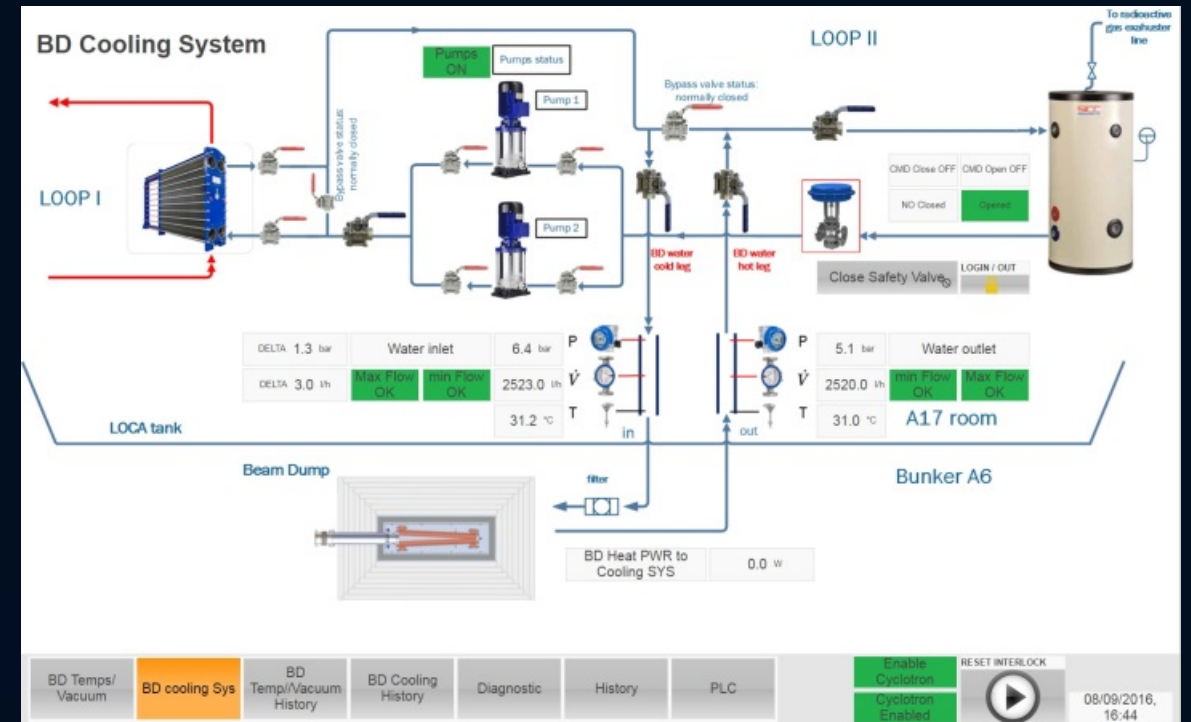 To radioactive
gas exahuster
line
BD Cooling System
LOOP II
Pumps
ON
Pumps status
Bypass valve status:
normally closed
Pump 1
Bypass valve status:
normally closed
LOOP I
CMD Close OFF
CMD Open OFF
NO Closed
Opened
Pump 2
BD water
cold leg
BD water
hot leg
Close Safety Valve
LOGIN / OUT
DELTA 1.3 bar
Water inlet
6.4 bar
P
P
5.1 bar
Water outlet
DELTA 3.0 l/h
Max Flow
OK
min Flow
OK
2523.0 l/h
V̇
V̇
2520.0 l/h
min Flow
OK
Max Flow
OK
31.2 °C
T
T
31.0 °C
A17 room
LOCA tank
in
out
Beam Dump
filter
Bunker A6
BD Heat PWR to
Cooling SYS
0.0 W
BD Temps/
Vacuum
BD cooling Sys
BD
Temp//Vacuum
History
BD Cooling
History
Diagnostic
History
PLC
Enable
Cyclotron
Cyclotron
Enabled
RESET INTERLOCK
08/09/2016,
16:44